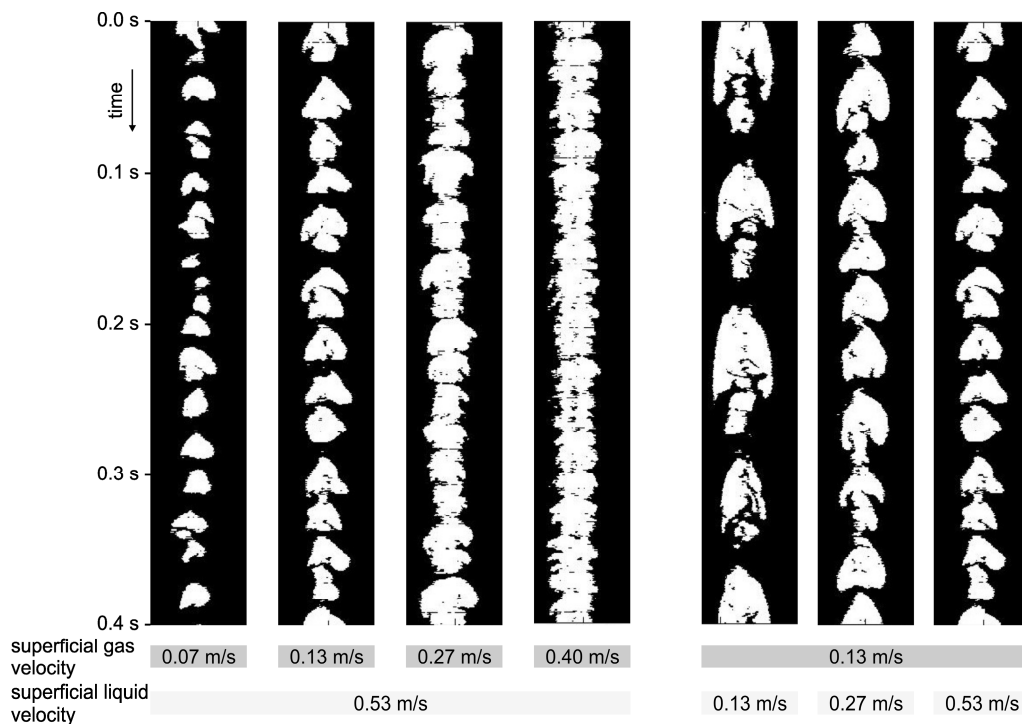 0.0 s
time
0.1 s
0.2 s
0.3 s
0.4 s
superficial gas
velocity
0.07 m/s 0.13 m/s 0.27 m/s 0.40 m/s 0.13 m/s
superficial liquid
velocity
0.53 m/s 0.13 m/s 0.27 m/s 0.53 m/s